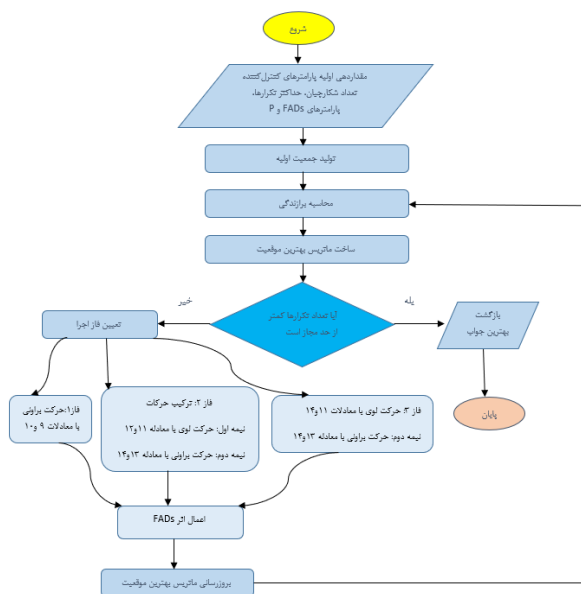 شروع
مقداردهی اولیه پارامترهای کنترل‌کننده
تعداد شکارچیان، حداکثر تکرارها،
پارامترهای FADs و P
تولید جمعیت اولیه
محاسبه برازندگی
ساخت ماتریس بهترین موقعیت
آیا تعداد تکرارها کمتر
از حد مجاز است
خیر
بله
تعیین فاز اجرا
بازگشت
بهترین جواب
پایان
فاز۱:حرکت براونی
با معادلات ۹ و۱۰
فاز ۲: ترکیب حرکات
نیمه اول: حرکت لوی با معادله ۱۱و۱۲
نیمه دوم: حرکت براونی با معادله ۱۳و۱۴
فاز ۳: حرکت لوی با معادلات ۱۱و۱۴
نیمه دوم: حرکت براونی با معادله ۱۳و۱۴
اعمال اثر FADs
بروزرسانی ماتریس بهترین موقعیت